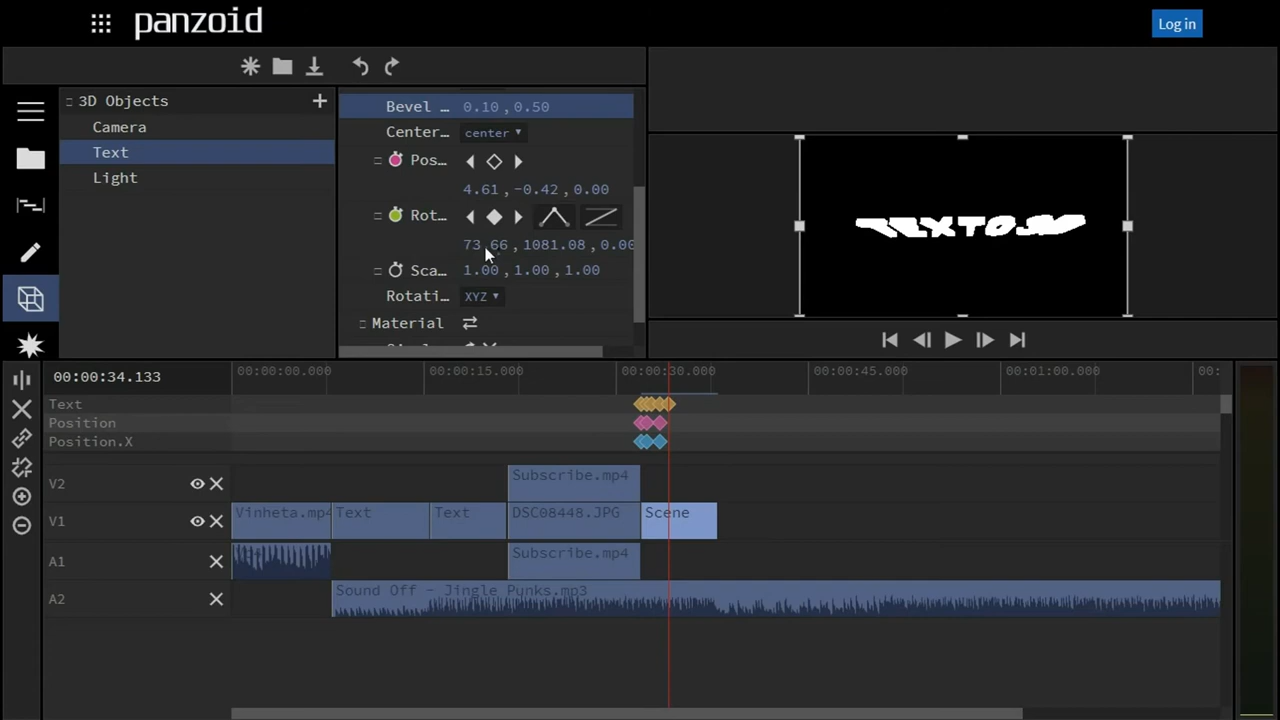 panzoid
Log in
3D Objects
Camera
Text
Light
Bevel ... 0.10 , 0.50
Center... center
Pos...
4.61 , -0.42 , 0.00
Rot...
73.66 , 1081.08 , 0.00
Sca... 1.00 , 1.00 , 1.00
Rotati... XYZ
Material
TEXTO
00:00:34.133
00:00:00.000 00:00:15.000 00:00:30.000 00:00:45.000 00:01:00.000 00:
Text
Position
Position.X
V2 Subscribe.mp4
V1 Vinheta.mp4 Text Text DSC08448.JPG Scene
A1 Subscribe.mp4
A2 Sound Off - Jingle Punks.mp3